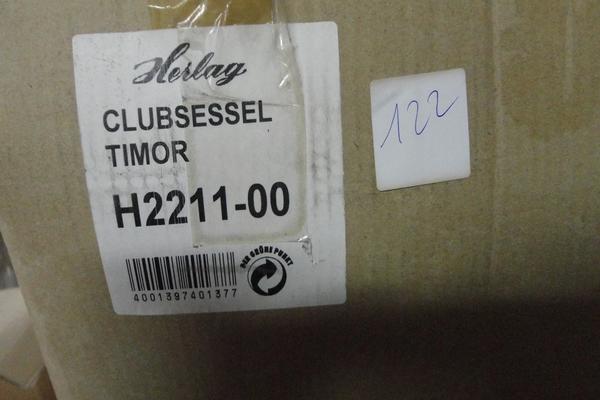 Herlag
CLUBSESSEL
TIMOR
H2211-00
DER GRÜNE PUNKT
4001397401377
122